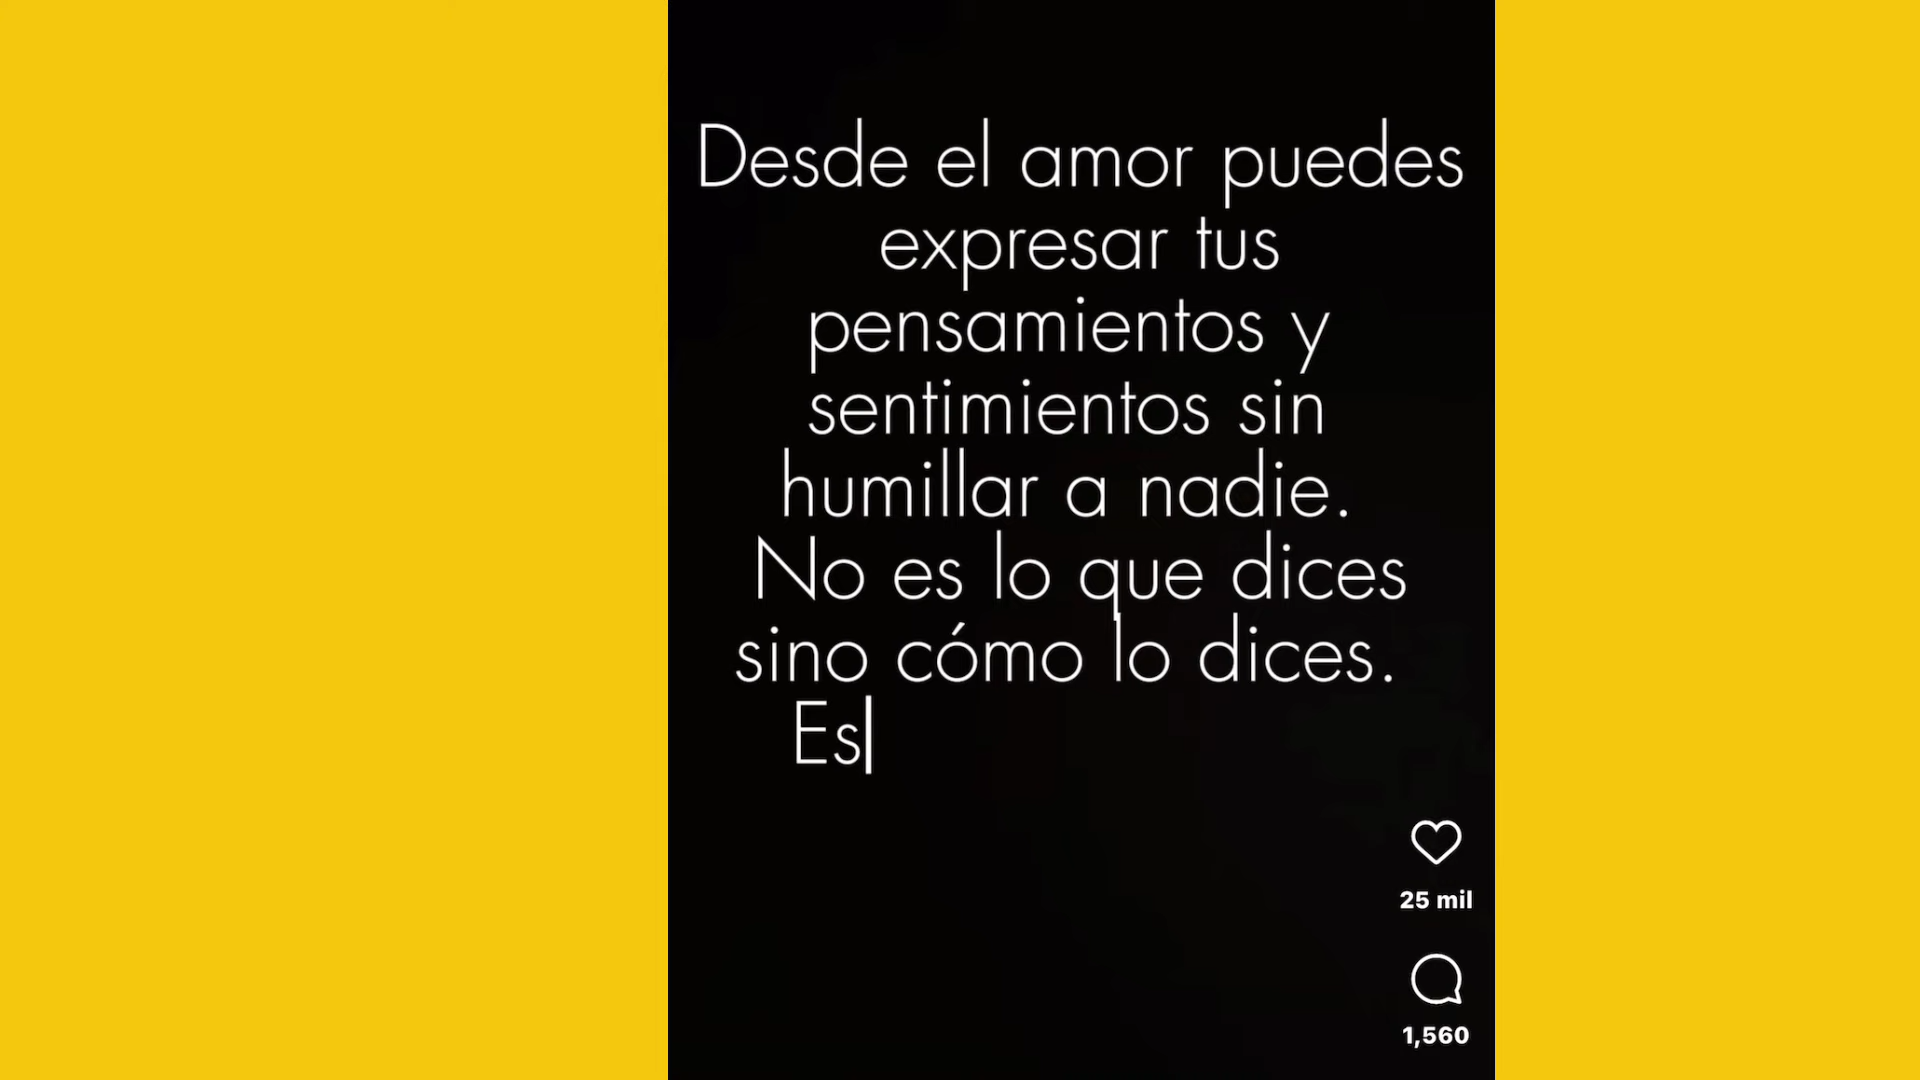 Desde el amor puedes
expresar tus
pensamientos y
sentimientos sin
humillar a nadie.
No es lo que dices
sino cómo lo dices.
Es
25 mil
1,560